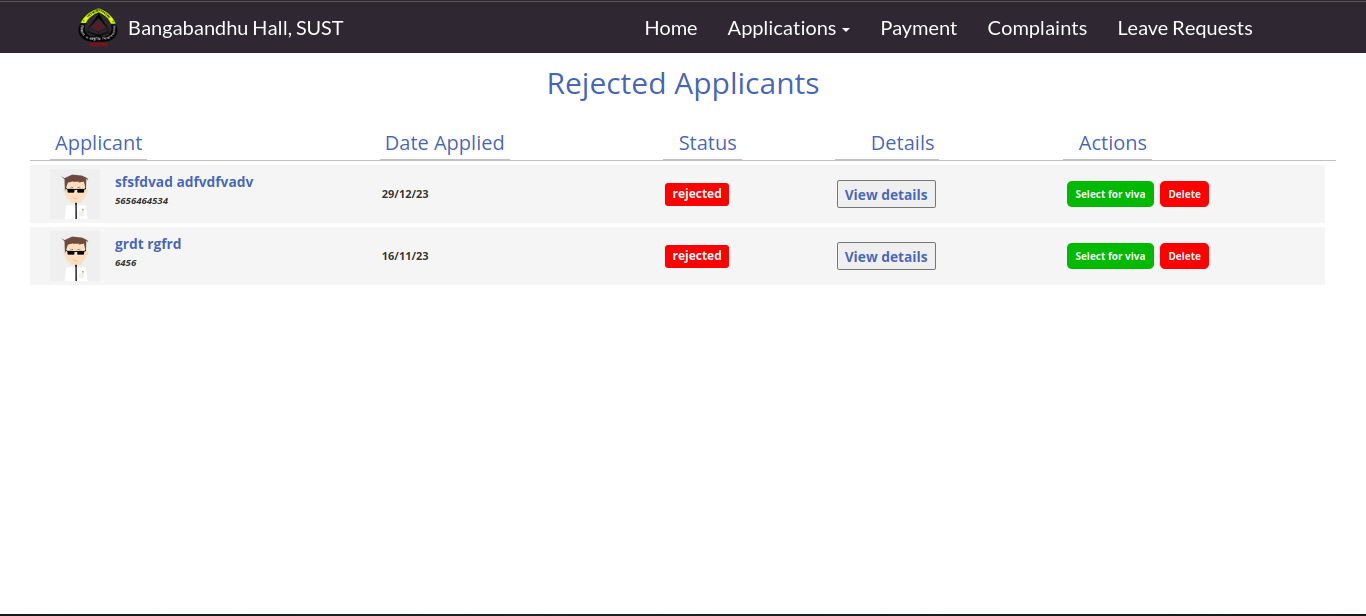 Bangabandhu Hall, SUST Home Applications Payment Complaints Leave Requests
Rejected Applicants
Applicant Date Applied Status Details Actions
sfsfdvad adfvdfvadv
5656464534
29/12/23 rejected View details Select for viva Delete
grdt rgfrd
6456
16/11/23 rejected View details Select for viva Delete